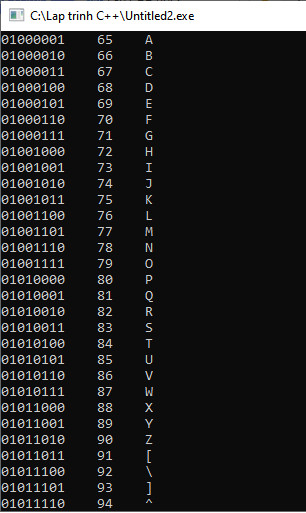 C:\Lap trinh C++\Untitled2.exe
01000001 65 A
01000010 66 B
01000011 67 C
01000100 68 D
01000101 69 E
01000110 70 F
01000111 71 G
01001000 72 H
01001001 73 I
01001010 74 J
01001011 75 K
01001100 76 L
01001101 77 M
01001110 78 N
01001111 79 O
01010000 80 P
01010001 81 Q
01010010 82 R
01010011 83 S
01010100 84 T
01010101 85 U
01010110 86 V
01010111 87 W
01011000 88 X
01011001 89 Y
01011010 90 Z
01011011 91 [
01011100 92 \
01011101 93 ]
01011110 94 ^